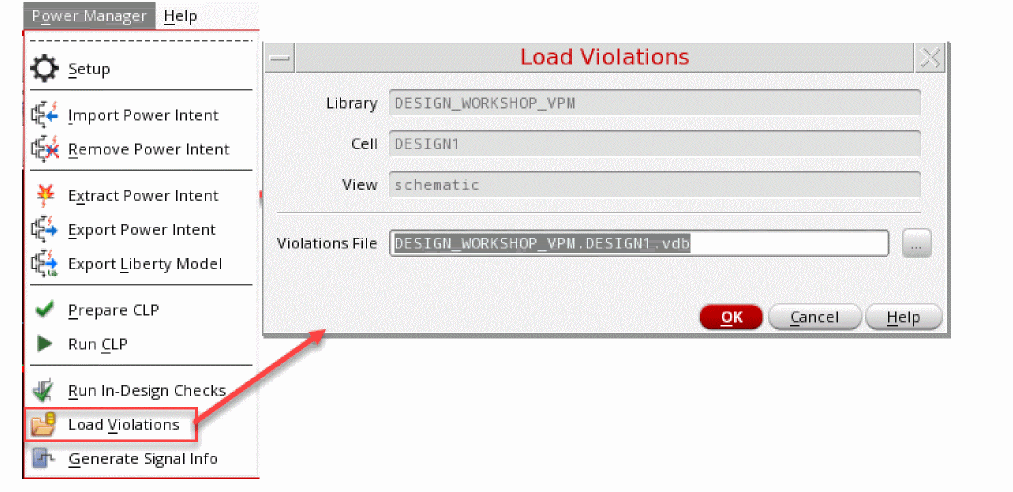 Power Manager Help
Setup
Import Power Intent
Remove Power Intent
Extract Power Intent
Export Power Intent
Export Liberty Model
Prepare CLP
Run CLP
Run In-Design Checks
Load Violations
Generate Signal Info
Load Violations
Library DESIGN_WORKSHOP_VPM
Cell DESIGN1
View schematic
Violations File DESIGN_WORKSHOP_VPM.DESIGN1.vdb ...
OK Cancel Help